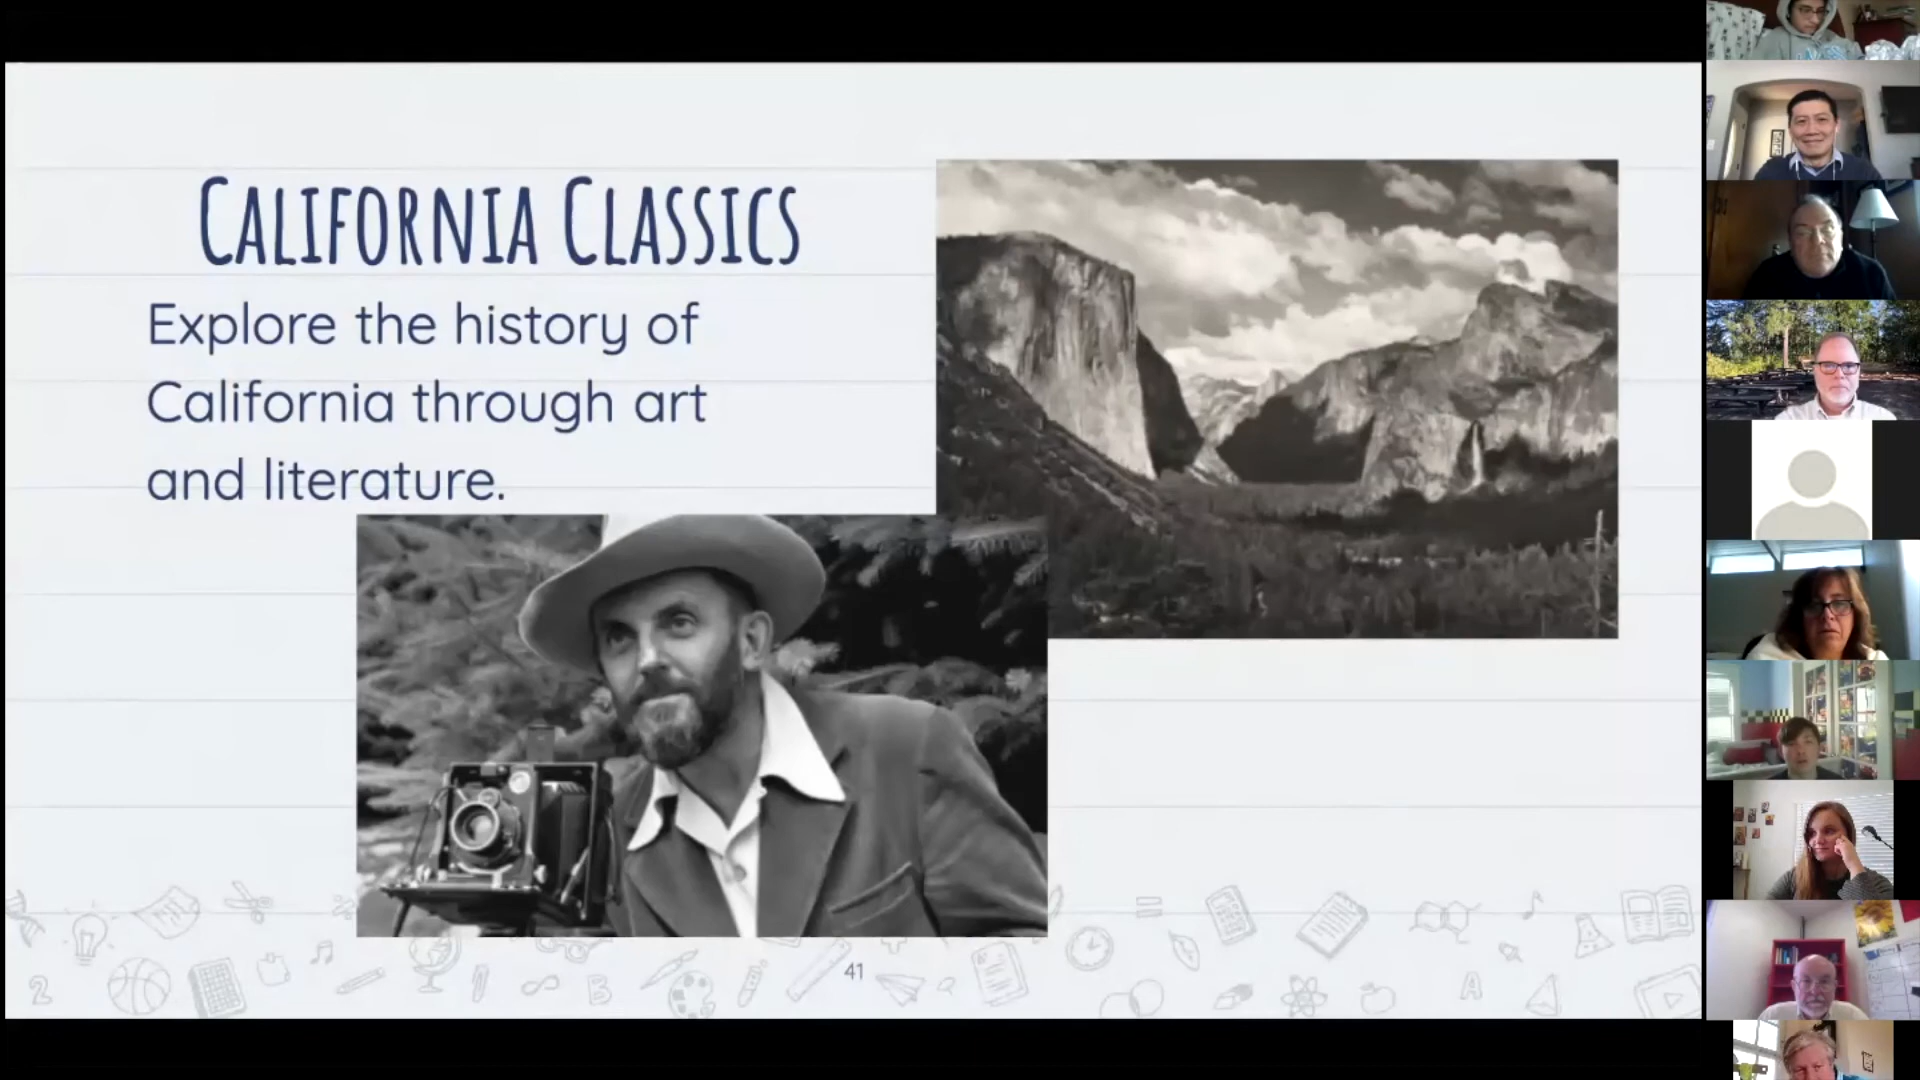 CALIFORNIA CLASSICS
Explore the history of
California through art
and literature.
41